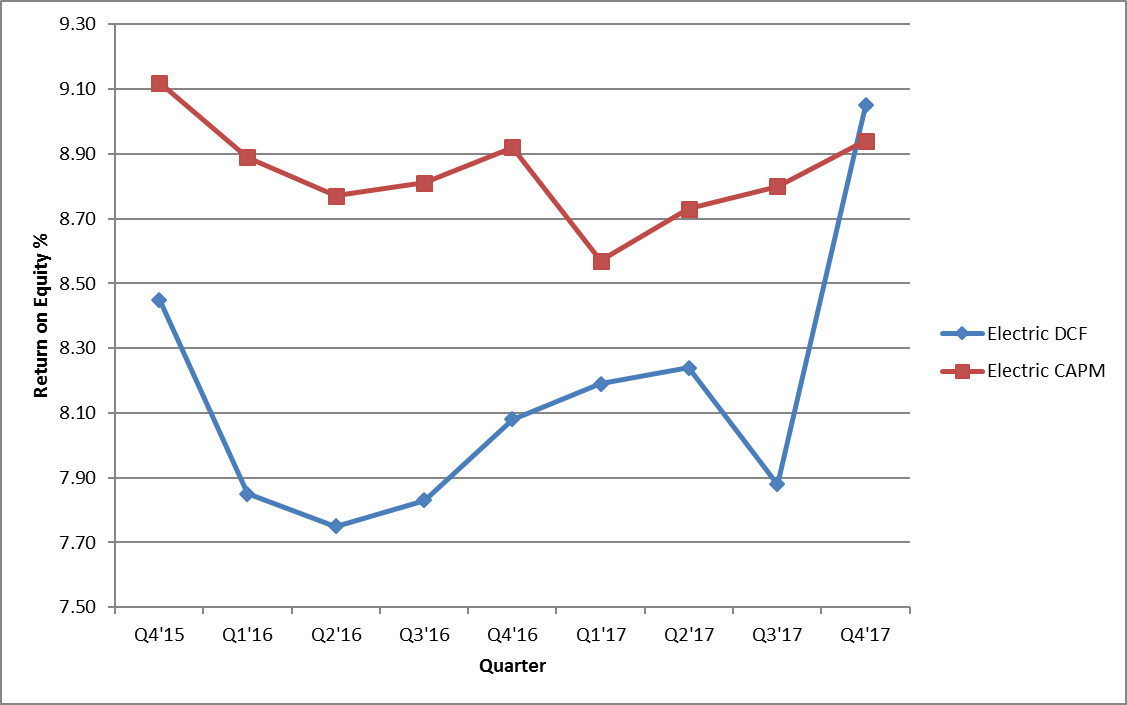 9.30
9.10
8.90
8.70
8.50
8.30
8.10
7.90
7.70
7.50
Return on Equity %
Q4'15 Q1'16 Q2'16 Q3'16 Q4'16 Q1'17 Q2'17 Q3'17 Q4'17
Quarter
Electric DCF
Electric CAPM